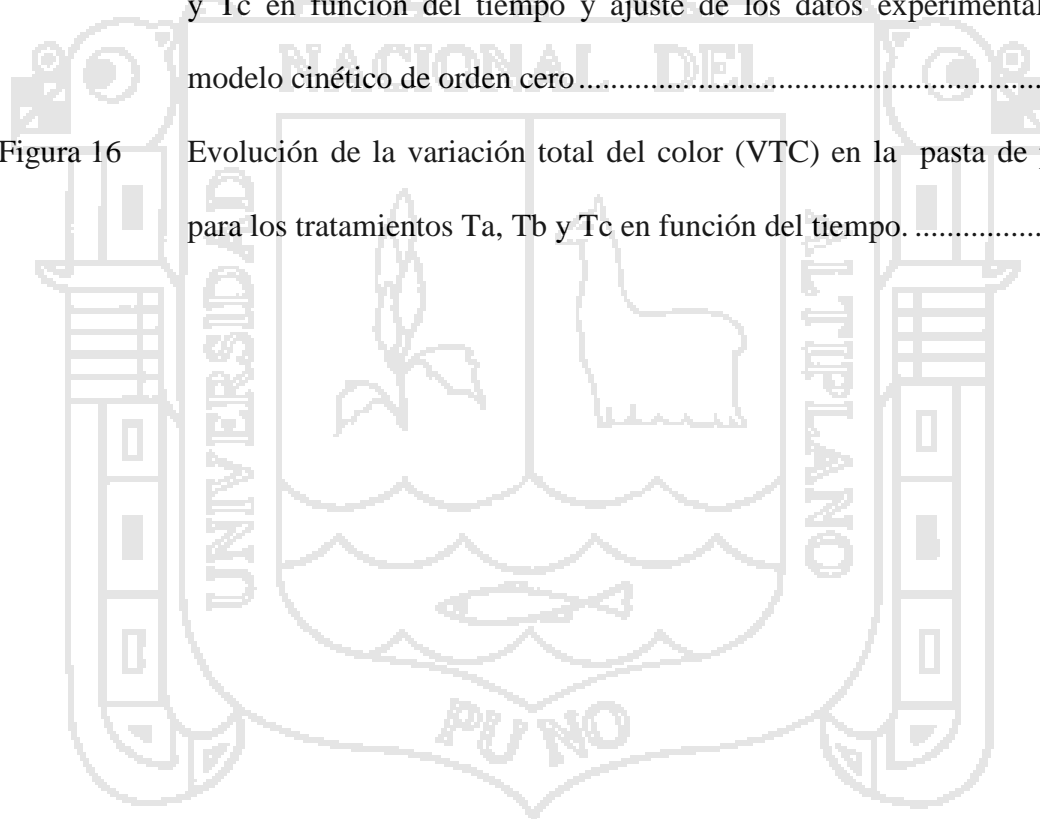 y Tc en función del tiempo y ajuste de los datos experimental
NACIONAL DEL
modelo cinético de orden cero..........................................................
Figura 16 Evolución de la variación total del color (VTC) en la pasta de
para los tratamientos Ta, Tb y Tc en función del tiempo. ................
UNIVERSIDAD
ALTIPLANO
PUNO